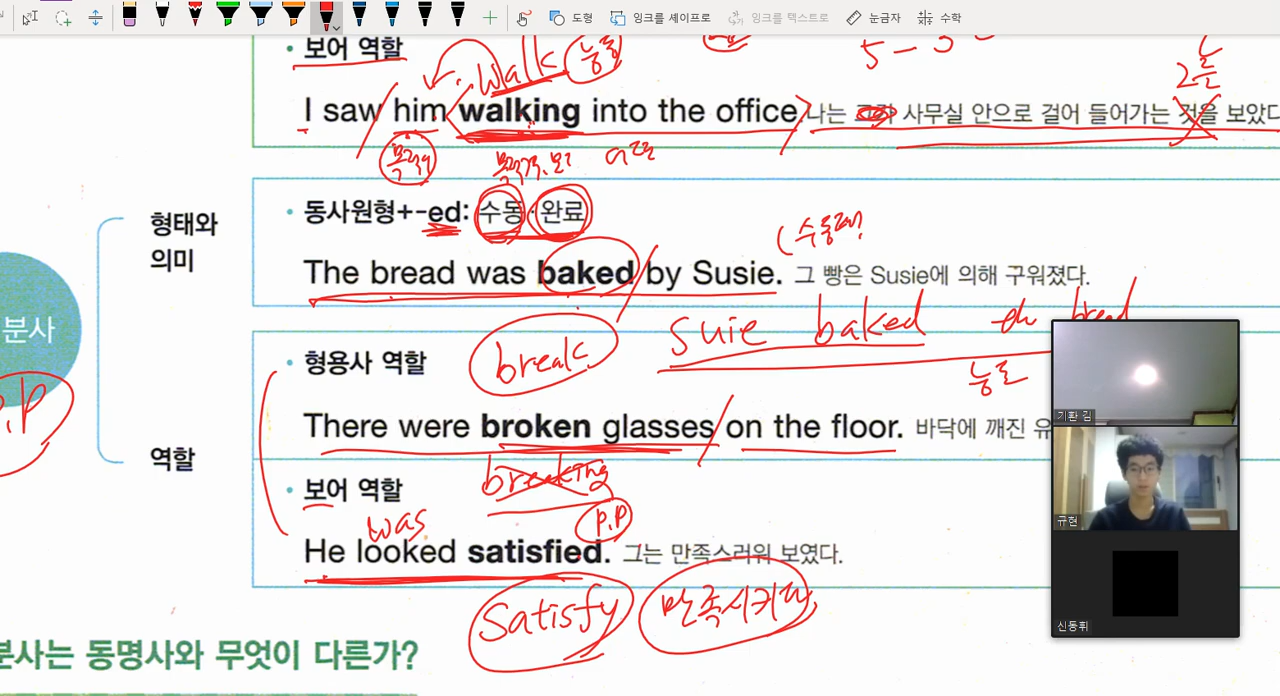 도형 잉크를 셰이프로 잉크를 텍스트로 눈금자 수학
• 보어 역할
walk 능동
5 - 3
I saw him walking into the office. 나는 사무실 안으로 걸어 들어가는 것을 보았다
목적어
형태와 의미
• 동사원형+-ed: 수동·완료
The bread was baked by Susie. 그 빵은 Susie에 의해 구워졌다.
분사
P.P
suie baked the bread
능동
역할
• 형용사 역할
break
There were broken glasses on the floor. 바닥에 깨진 유
breaking
• 보어 역할
was
P.P
He looked satisfied. 그는 만족스러워 보였다.
satisfy 만족시키다
분사는 동명사와 무엇이 다른가?
기환 김
규현
신동휘